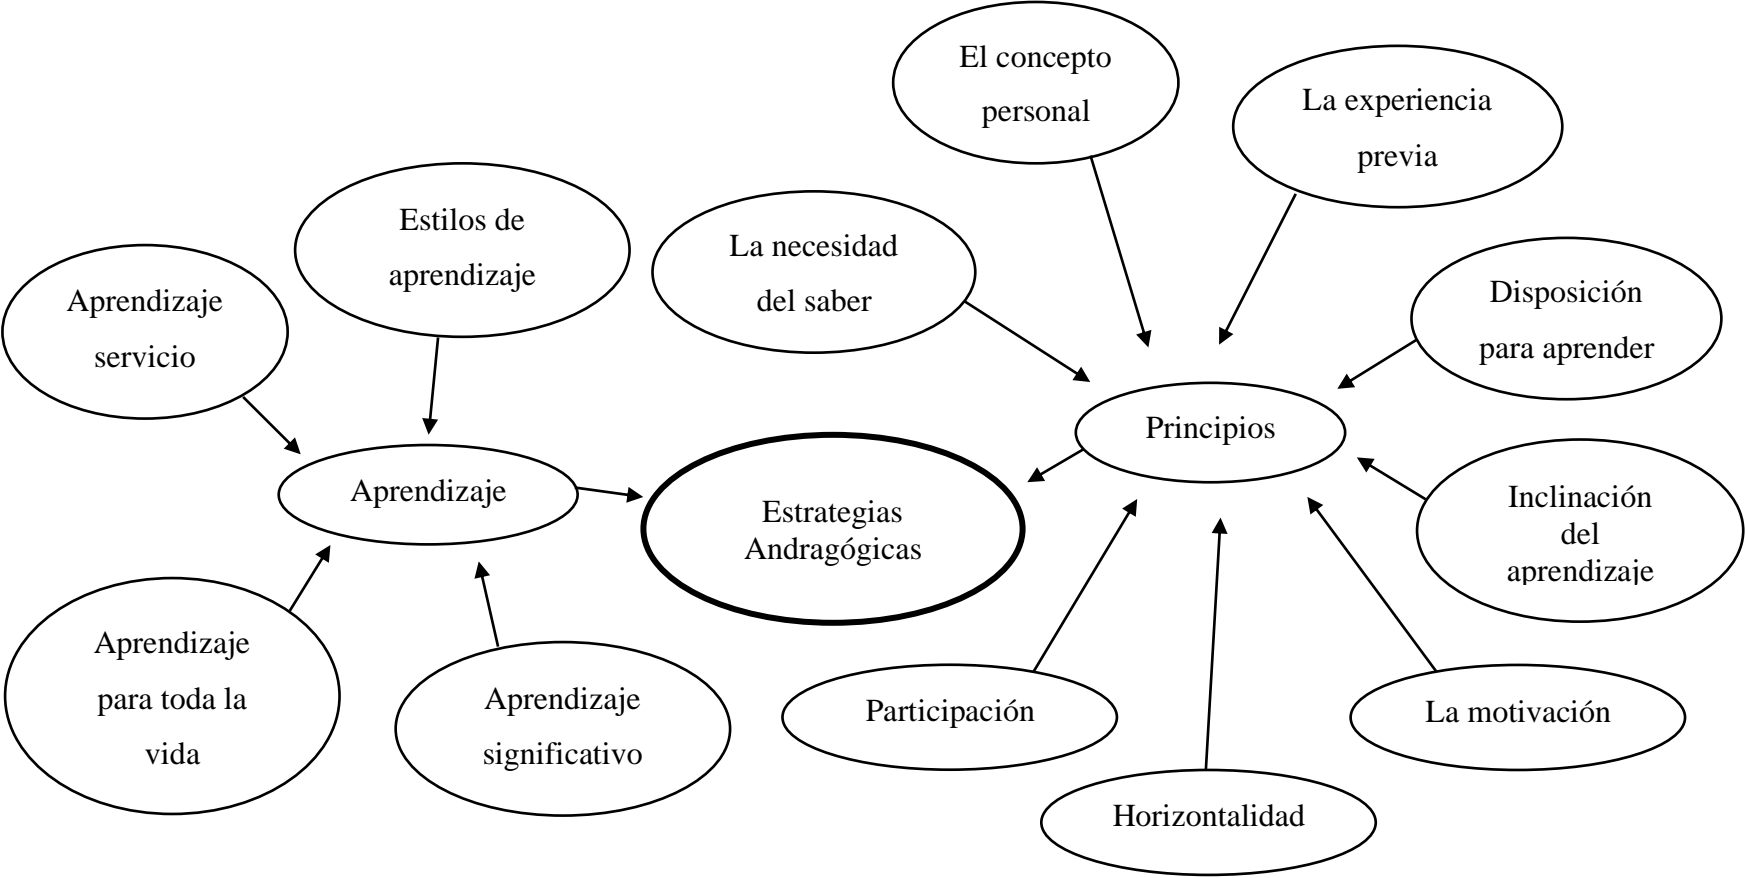 El concepto
personal
La experiencia
previa
Estilos de
aprendizaje
La necesidad
del saber
Aprendizaje
servicio
Disposición
para aprender
Principios
Aprendizaje
Estrategias
Andragógicas
Inclinación
del
aprendizaje
Aprendizaje
para toda la
vida
Aprendizaje
significativo
Participación
La motivación
Horizontalidad